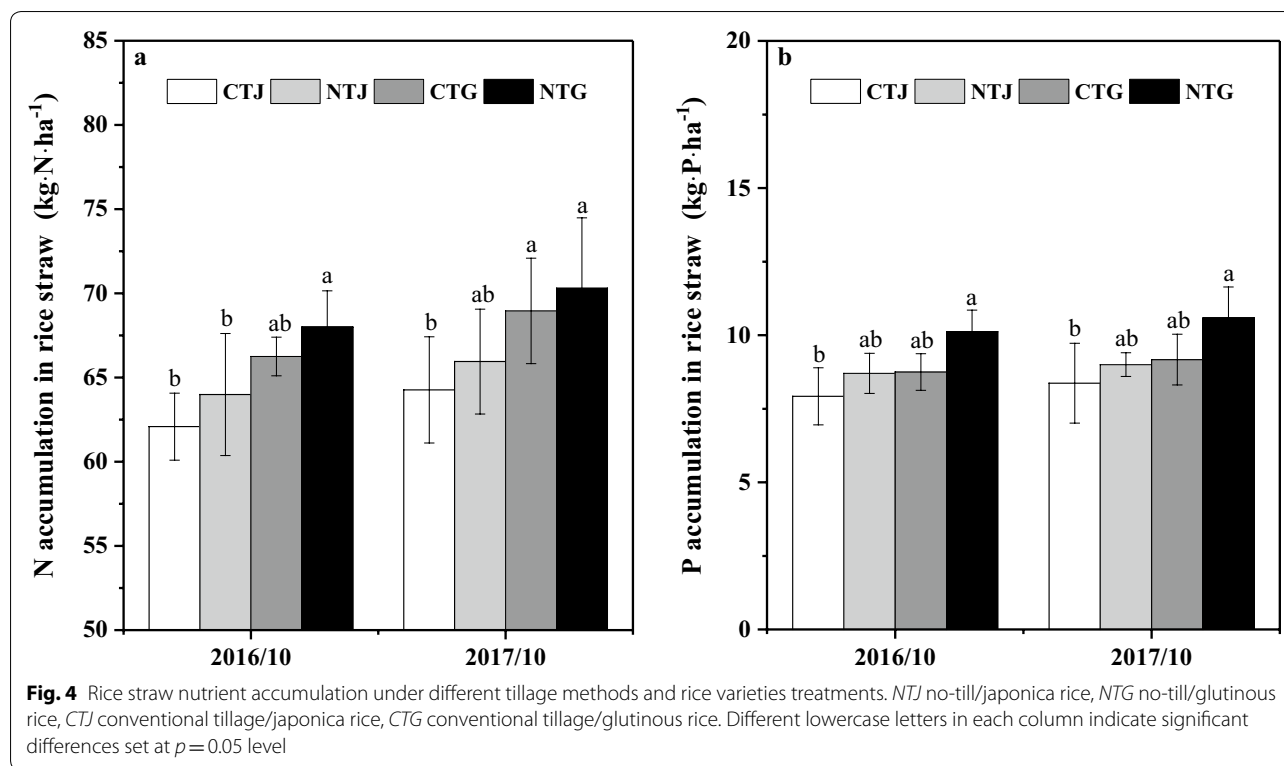 a
CTJ NTJ CTG NTG
85
80
75
70
65
60
55
50
N accumulation in rice straw (kg·N·ha⁻¹)
b b ab a
b ab a a
2016/10 2017/10
b
CTJ NTJ CTG NTG
20
15
10
5
0
P accumulation in rice straw (kg·P·ha⁻¹)
b ab ab a
b ab ab a
2016/10 2017/10
Fig. 4 Rice straw nutrient accumulation under different tillage methods and rice varieties treatments. NTJ no-till/japonica rice, NTG no-till/glutinous
rice, CTJ conventional tillage/japonica rice, CTG conventional tillage/glutinous rice. Different lowercase letters in each column indicate significant
differences set at p = 0.05 level